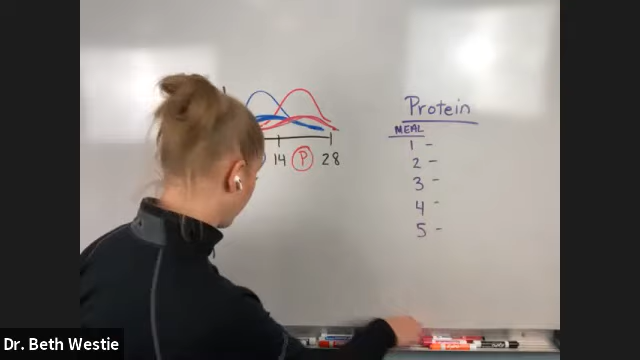 Protein
MEAL
1 -
2 -
3 -
4 -
5 -
14 P 28
Dr. Beth Westie